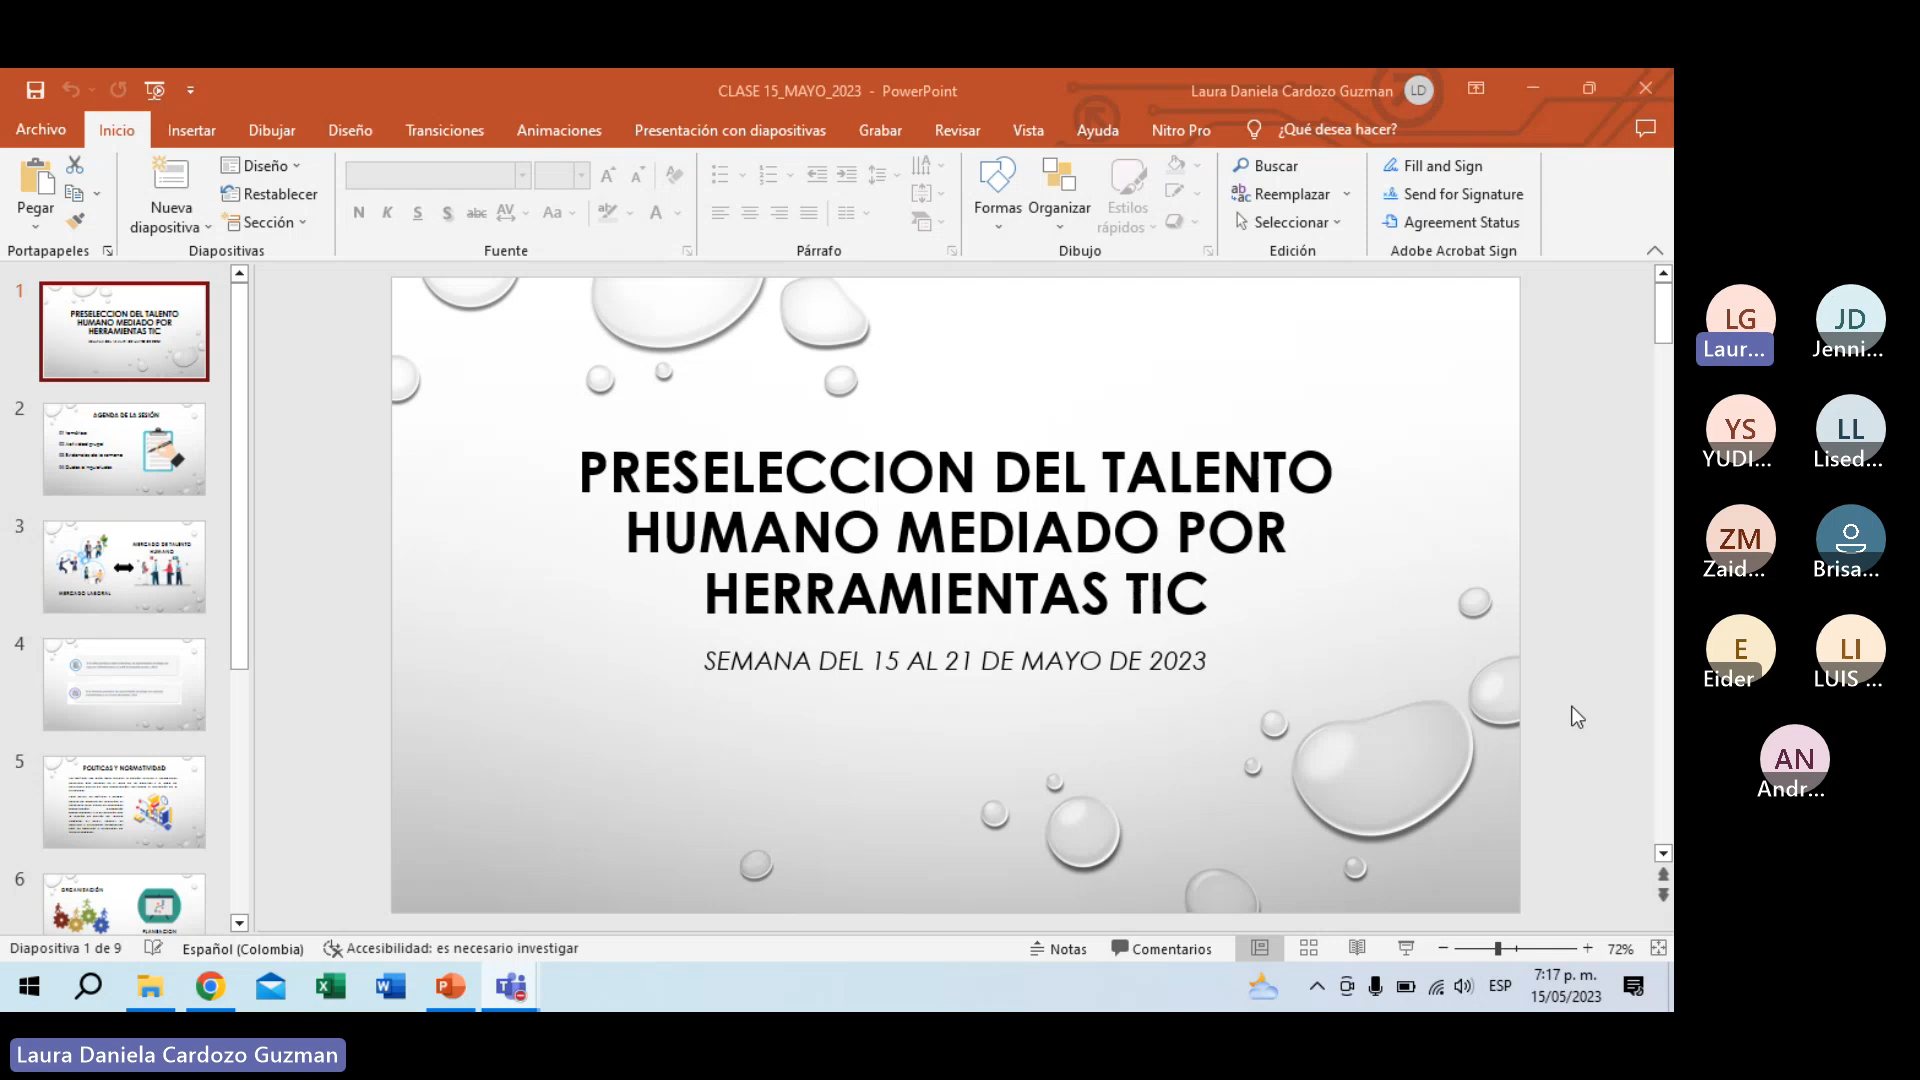 CLASE 15_MAYO_2023 - PowerPoint
Laura Daniela Cardozo Guzman
LD
Archivo Inicio Insertar Dibujar Diseño Transiciones Animaciones Presentación con diapositivas Grabar Revisar Vista Ayuda Nitro Pro ¿Qué desea hacer?
Pegar
Portapapeles
Nueva
diapositiva
Diseño
Restablecer
Sección
Diapositivas
N K S S abc AV Aa A
Fuente
Párrafo
Formas
Organizar
Estilos
rápidos
Dibujo
Buscar
Reemplazar
Seleccionar
Edición
Fill and Sign
Send for Signature
Agreement Status
Adobe Acrobat Sign
1
PRESELECCION DEL TALENTO
HUMANO MEDIADO POR
HERRAMIENTAS TIC
2
AGENDA DE LA SESIÓN
3
MERCADO DE TALENTO
HUMANO
MERCADO LABORAL
4
5
POLITICAS Y NORMATIVIDAD
6
ORGANIZACIÓN
PLANEACION
PRESELECCION DEL TALENTO
HUMANO MEDIADO POR
HERRAMIENTAS TIC
SEMANA DEL 15 AL 21 DE MAYO DE 2023
Diapositiva 1 de 9
Español (Colombia)
Accesibilidad: es necesario investigar
Notas
Comentarios
72%
ESP
7:17 p. m.
15/05/2023
LG
Laur...
JD
Jenni...
YS
YUDI...
LL
Lised...
ZM
Zaid...
Brisa...
E
Eider
LI
LUIS ...
AN
Andr...
Laura Daniela Cardozo Guzman